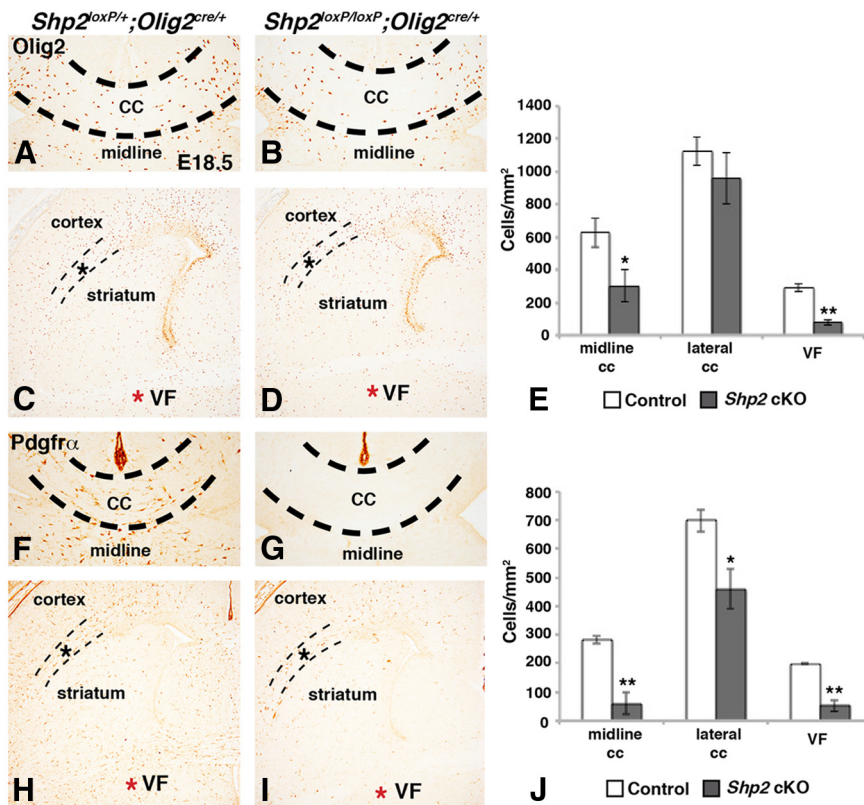 Shp2loxP/+;Olig2cre/+
Shp2loxP/loxP;Olig2cre/+
Olig2
CC
A
midline
E18.5
CC
B
midline
cortex
*
striatum
C
* VF
cortex
*
striatum
D
* VF
1400
1200
1000
800
600
400
200
0
Cells/mm2
*
**
midline
cc
lateral
cc
VF
E
Control
Shp2 cKO
Pdgfrα
CC
F
midline
CC
G
midline
cortex
*
striatum
H
* VF
cortex
*
striatum
I
* VF
800
700
600
500
400
300
200
100
0
Cells/mm2
**
*
**
midline
cc
lateral
cc
VF
J
Control
Shp2 cKO